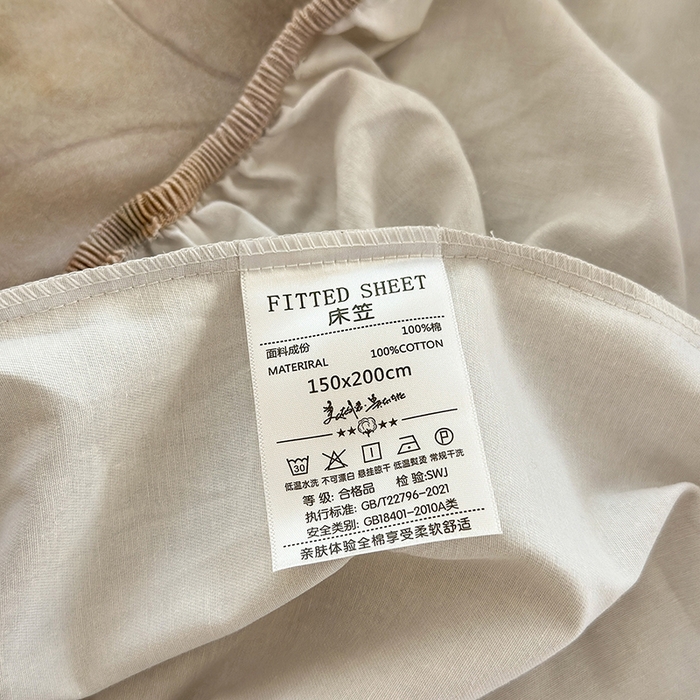 FITTED SHEET
床笠
面料成份 100%棉
MATERIRAL 100%COTTON
150x200cm
30 P
低温水洗 不可漂白 悬挂晾干 低温熨烫 常规干洗
等 级: 合格品 检 验:SWJ
执行标准: GB/T22796-2021
安全类别: GB18401-2010A类
亲肤体验全棉享受柔软舒适